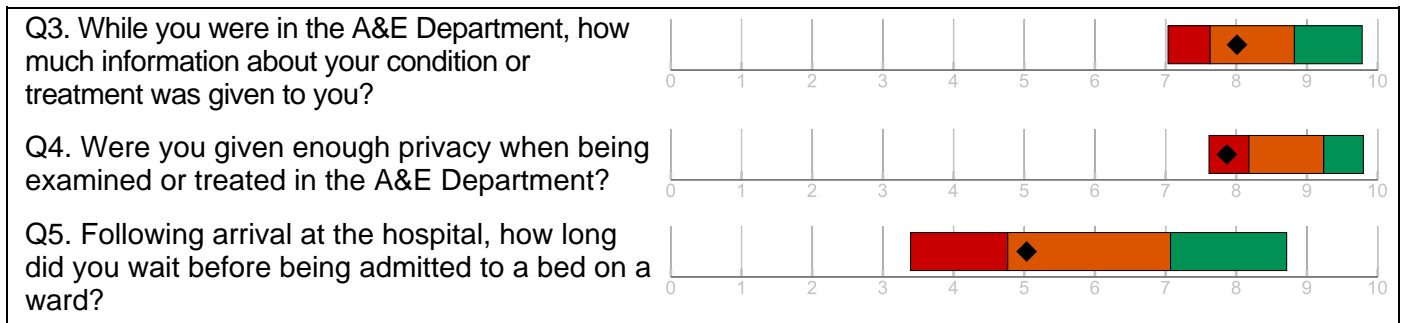 Q3. While you were in the A&E Department, how
much information about your condition or
treatment was given to you?
0 1 2 3 4 5 6 7 8 9 10
Q4. Were you given enough privacy when being
examined or treated in the A&E Department?
0 1 2 3 4 5 6 7 8 9 10
Q5. Following arrival at the hospital, how long
did you wait before being admitted to a bed on a
ward?
0 1 2 3 4 5 6 7 8 9 10